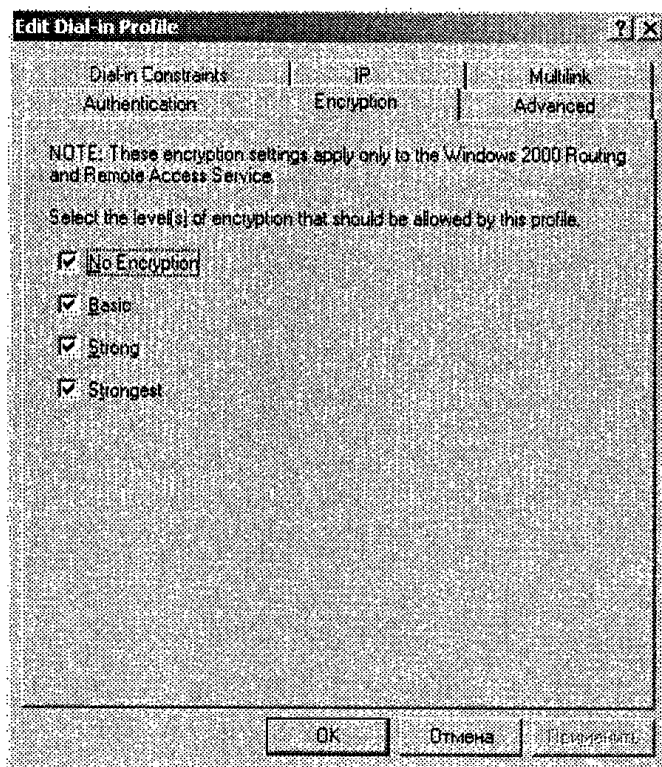 Edit Dial-in Profile
Dial-in Constraints IP Multilink
Authentication Encryption Advanced
NOTE: These encryption settings apply only to the Windows 2000 Routing
and Remote Access Service.
Select the level(s) of encryption that should be allowed by this profile.
No Encryption
Basic
Strong
Strongest
OK Отмена Применить